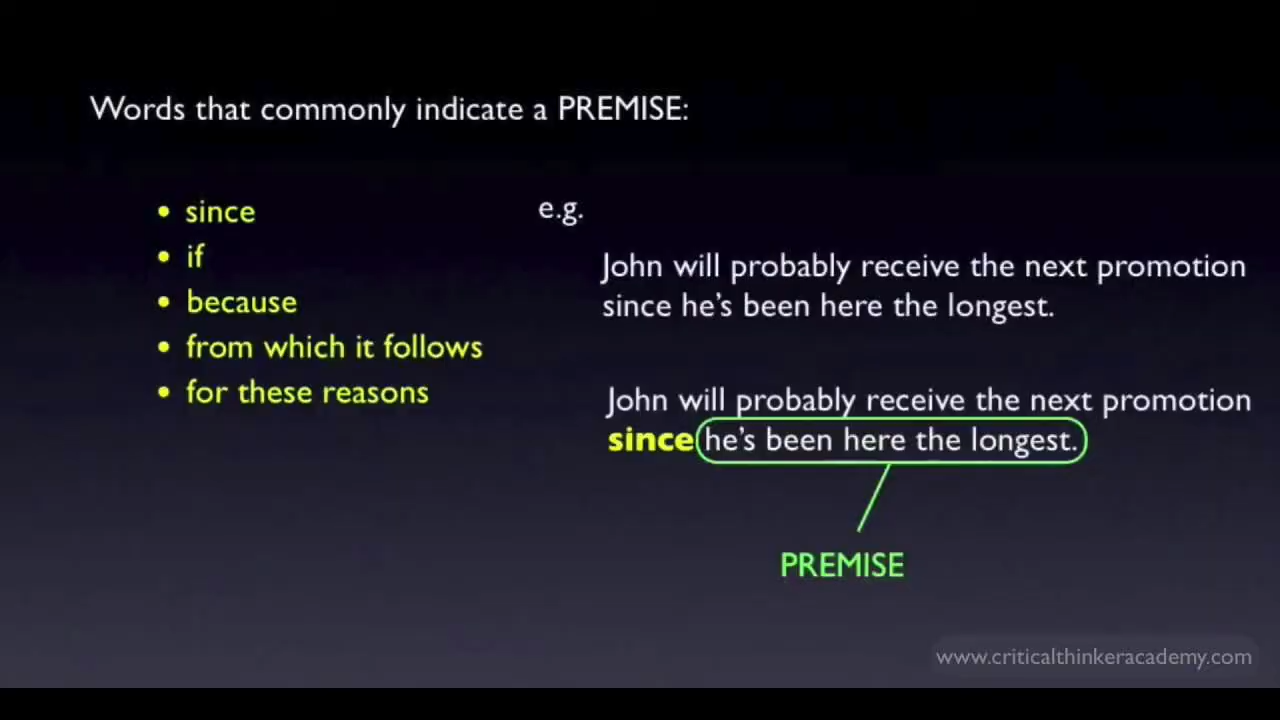 Words that commonly indicate a PREMISE:
• since
• if
• because
• from which it follows
• for these reasons
e.g.
John will probably receive the next promotion
since he's been here the longest.
John will probably receive the next promotion
since he's been here the longest.
PREMISE
www.criticalthinkeracademy.com